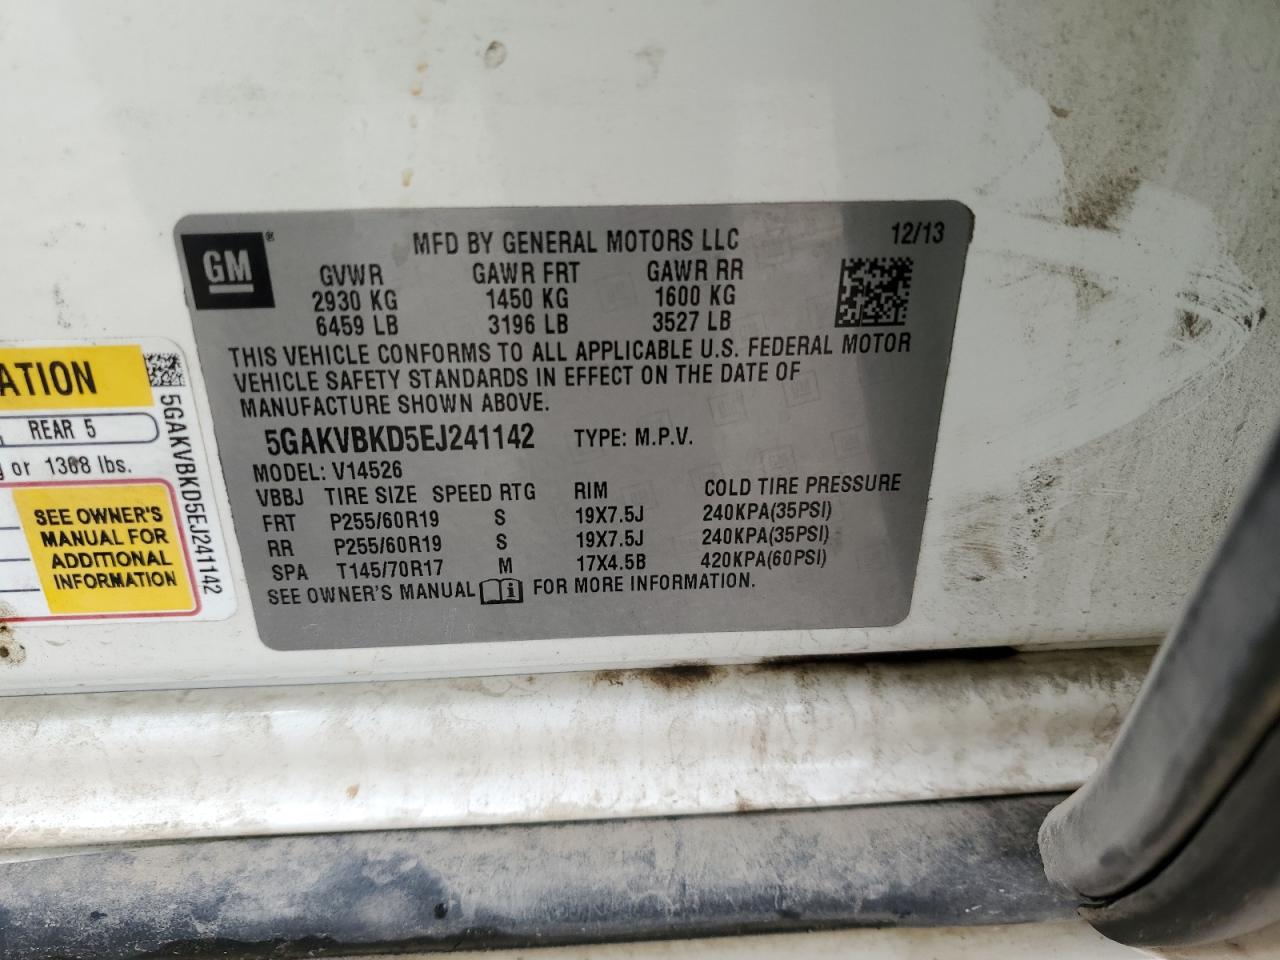 GM ®
MFD BY GENERAL MOTORS LLC 12/13
GVWR GAWR FRT GAWR RR
2930 KG 1450 KG 1600 KG
6459 LB 3196 LB 3527 LB
THIS VEHICLE CONFORMS TO ALL APPLICABLE U.S. FEDERAL MOTOR
VEHICLE SAFETY STANDARDS IN EFFECT ON THE DATE OF
MANUFACTURE SHOWN ABOVE.
5GAKVBKD5EJ241142 TYPE: M.P.V.
MODEL: V14526
VBBJ TIRE SIZE SPEED RTG RIM COLD TIRE PRESSURE
FRT P255/60R19 S 19X7.5J 240KPA(35PSI)
RR P255/60R19 S 19X7.5J 240KPA(35PSI)
SPA T145/70R17 M 17X4.5B 420KPA(60PSI)
SEE OWNER'S MANUAL FOR MORE INFORMATION.
ATION
REAR 5
or 1368 lbs.
SEE OWNER'S
MANUAL FOR
ADDITIONAL
INFORMATION
5GAKVBKD5EJ241142